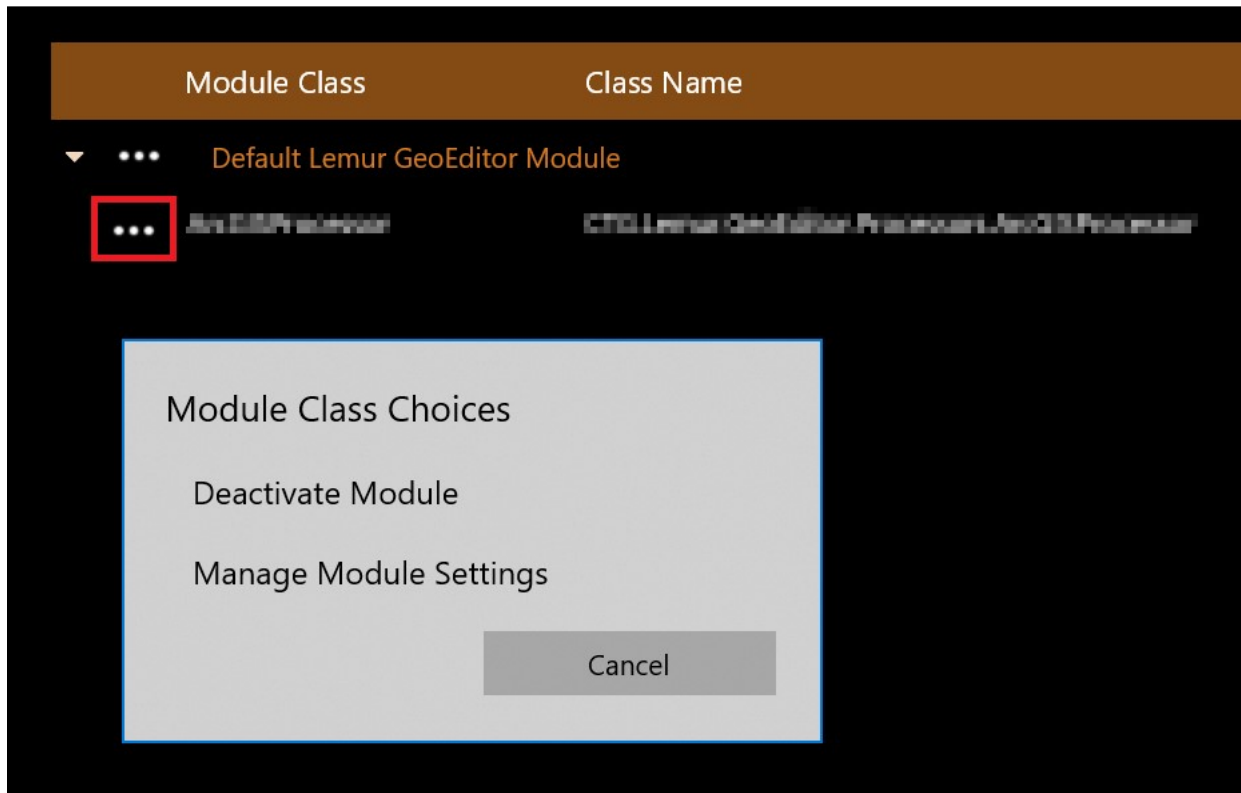 Module Class Class Name
Default Lemur GeoEditor Module
Module Class Choices
Deactivate Module
Manage Module Settings
Cancel